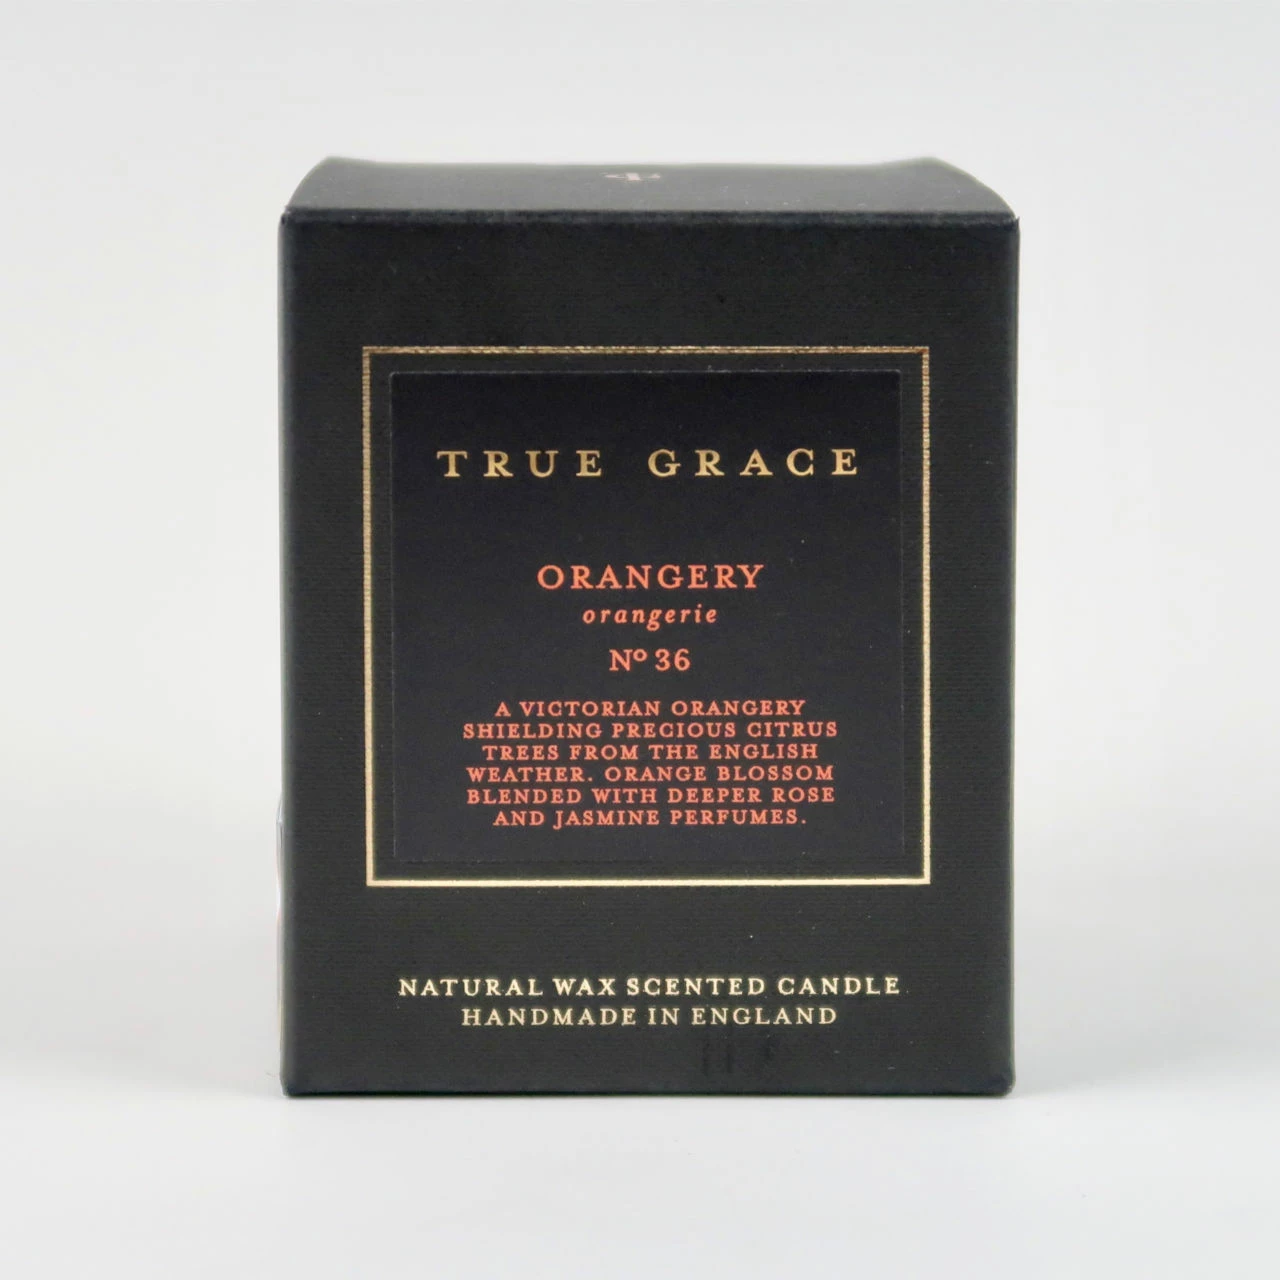 TRUE GRACE
ORANGERY
orangerie
Nº 36
A VICTORIAN ORANGERY
SHIELDING PRECIOUS CITRUS
TREES FROM THE ENGLISH
WEATHER. ORANGE BLOSSOM
BLENDED WITH DEEPER ROSE
AND JASMINE PERFUMES.
NATURAL WAX SCENTED CANDLE
HANDMADE IN ENGLAND